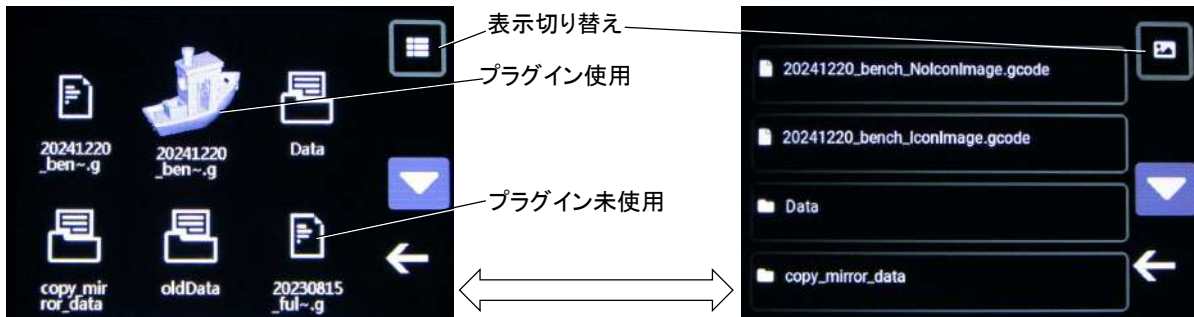 表示切り替え
プラグイン使用
プラグイン未使用
20241220
_ben~.g
20241220
_ben~.g
Data
copy_mir
ror_data
oldData
20230815
_ful~.g
20241220_bench_NoIconImage.gcode
20241220_bench_IconImage.gcode
Data
copy_mirror_data